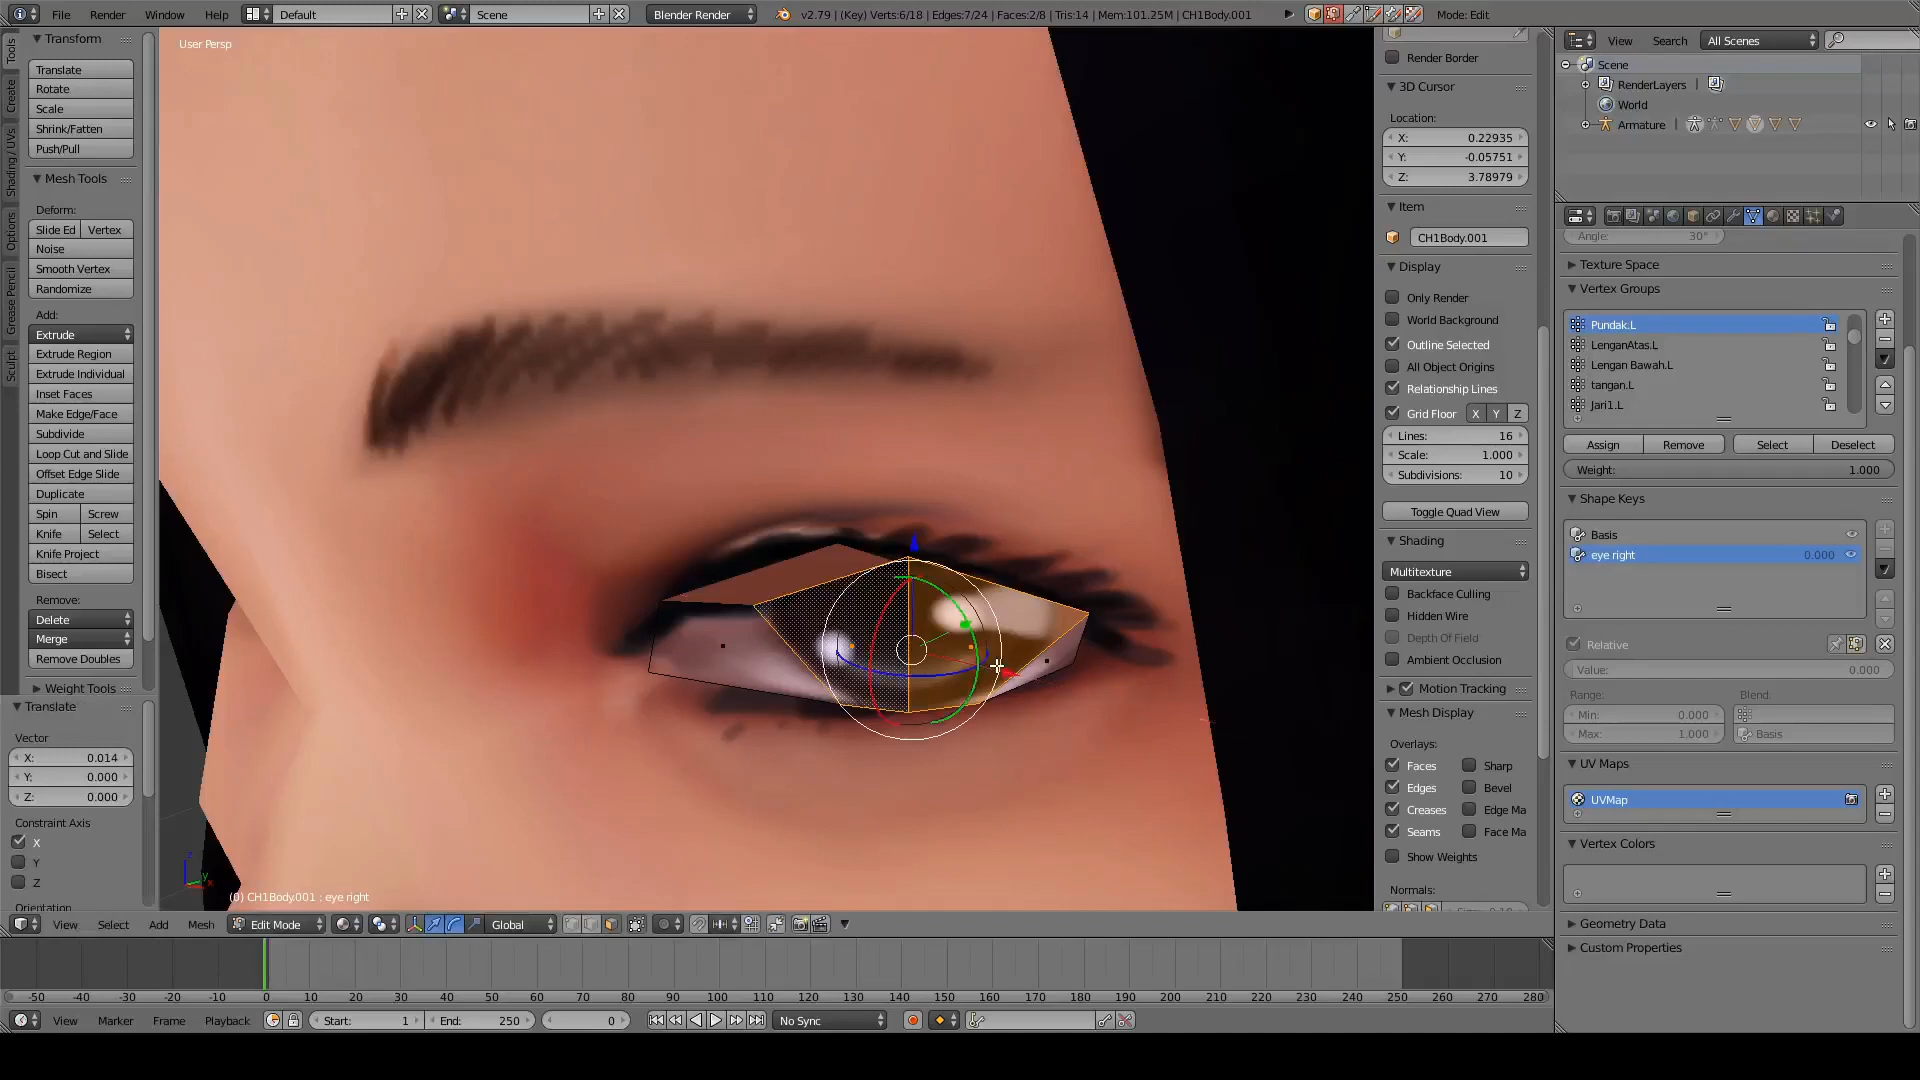 File Render Window Help Default Scene Blender Render v2.79 | (Key) Verts:6/18 | Edges:7/24 | Faces:2/8 | Tris:14 | Mem:101.25M | CH1Body.001 Mode: Edit
Tools
Create
Shading / UVs
Options
Grease Pencil
Sculpt
Transform
Translate
Rotate
Scale
Shrink/Fatten
Push/Pull
Mesh Tools
Deform:
Slide Ed Vertex
Noise
Smooth Vertex
Randomize
Add:
Extrude
Extrude Region
Extrude Individual
Inset Faces
Make Edge/Face
Subdivide
Loop Cut and Slide
Offset Edge Slide
Duplicate
Spin Screw
Knife Select
Knife Project
Bisect
Remove:
Delete
Merge
Remove Doubles
Weight Tools
Translate
Vector
X: 0.014
Y: 0.000
Z: 0.000
Constraint Axis
X
Y
Z
Orientation
User Persp
(0) CH1Body.001 : eye right
Render Border
3D Cursor
Location:
X: 0.22935
Y: -0.05751
Z: 3.78979
Item
CH1Body.001
Display
Only Render
World Background
Outline Selected
All Object Origins
Relationship Lines
Grid Floor X Y Z
Lines: 16
Scale: 1.000
Subdivisions: 10
Toggle Quad View
Shading
Multitexture
Backface Culling
Hidden Wire
Depth Of Field
Ambient Occlusion
Motion Tracking
Mesh Display
Overlays:
Faces Sharp
Edges Bevel
Creases Edge Ma
Seams Face Ma
Show Weights
Normals:
View Search All Scenes
Scene
RenderLayers |
World
Armature |
Angle: 30°
Texture Space
Vertex Groups
Pundak.L
LenganAtas.L
Lengan Bawah.L
tangan.L
Jari1.L
Assign Remove Select Deselect
Weight: 1.000
Shape Keys
Basis
eye right 0.000
Relative
Value: 0.000
Range: Blend:
Min: 0.000
Max: 1.000 Basis
UV Maps
UVMap
Vertex Colors
Geometry Data
Custom Properties
View Select Add Mesh Edit Mode Global
-50 -40 -30 -20 -10 0 10 20 30 40 50 60 70 80 90 100 110 120 130 140 150 160 170 180 190 200 210 220 230 240 250 260 270 280
View Marker Frame Playback Start: 1 End: 250 0 No Sync